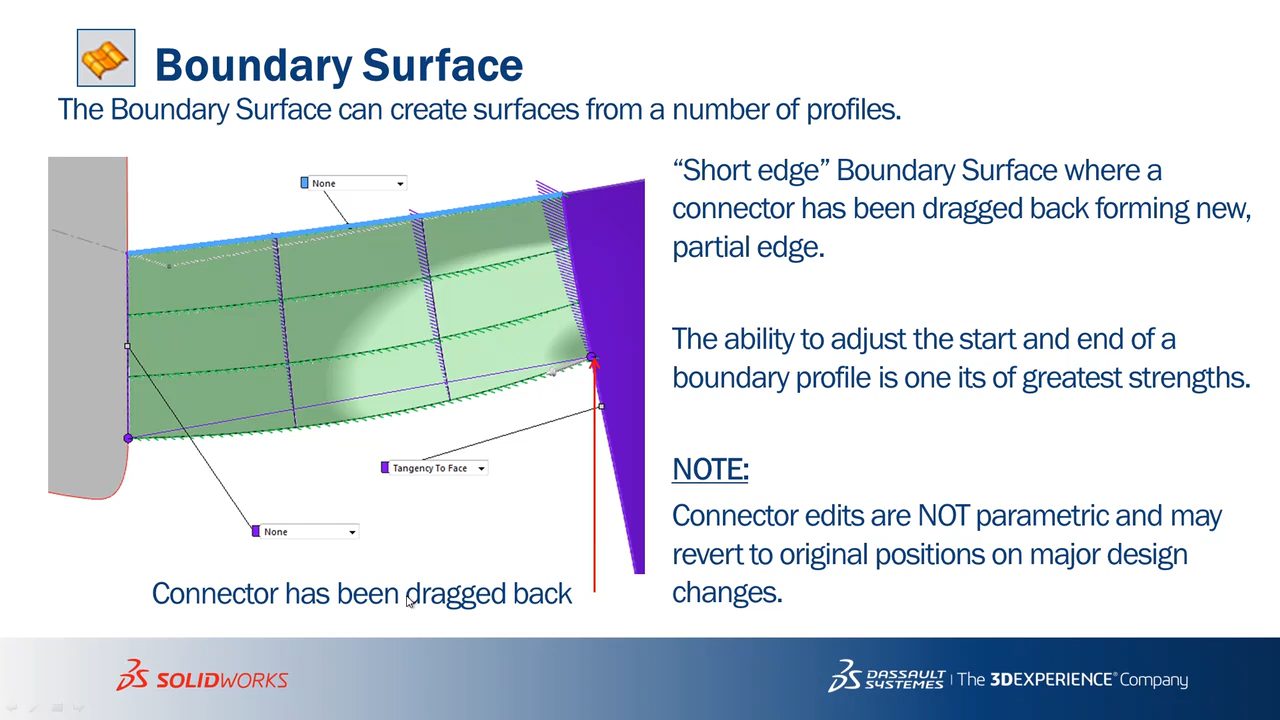 Boundary Surface
The Boundary Surface can create surfaces from a number of profiles.
None
Tangency To Face
None
Connector has been dragged back
“Short edge” Boundary Surface where a
connector has been dragged back forming new,
partial edge.
The ability to adjust the start and end of a
boundary profile is one its of greatest strengths.
NOTE:
Connector edits are NOT parametric and may
revert to original positions on major design
changes.
SOLIDWORKS
DASSAULT SYSTEMES | The 3DEXPERIENCE® Company